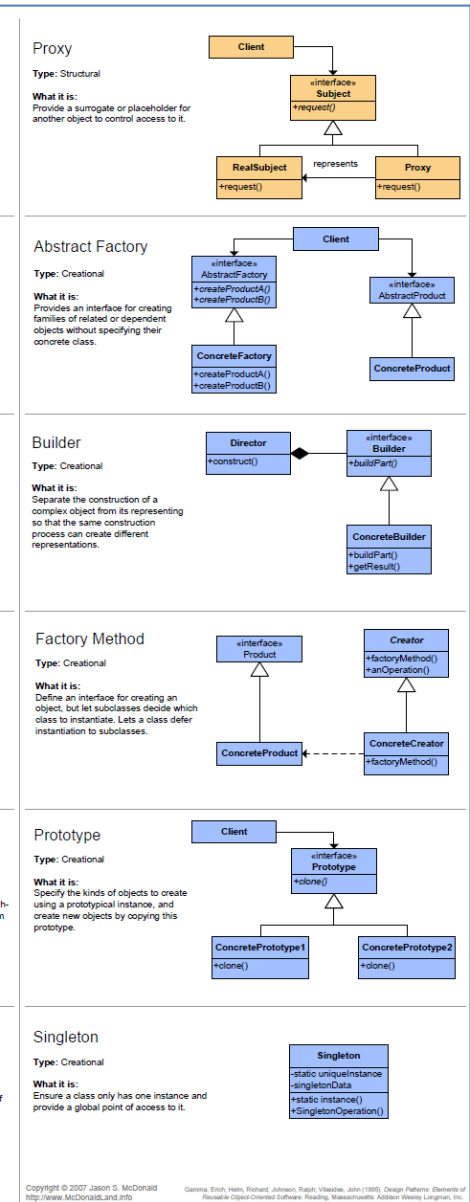 Proxy
Type: Structural
What it is:
Provide a surrogate or placeholder for
another object to control access to it.
Client
«interface»
Subject
+request()
RealSubject
+request()
represents
Proxy
+request()
Abstract Factory
Type: Creational
What it is:
Provides an interface for creating
families of related or dependent
objects without specifying their
concrete class.
Client
«interface»
AbstractFactory
+createProductA()
+createProductB()
«interface»
AbstractProduct
ConcreteFactory
+createProductA()
+createProductB()
ConcreteProduct
Builder
Type: Creational
What it is:
Separate the construction of a
complex object from its representing
so that the same construction
process can create different
representations.
Director
+construct()
«interface»
Builder
+buildPart()
ConcreteBuilder
+buildPart()
+getResult()
Factory Method
Type: Creational
What it is:
Define an interface for creating an
object, but let subclasses decide which
class to instantiate. Lets a class defer
instantiation to subclasses.
«interface»
Product
Creator
+factoryMethod()
+anOperation()
ConcreteProduct
ConcreteCreator
+factoryMethod()
Prototype
Type: Creational
What it is:
Specify the kinds of objects to create
using a prototypical instance, and
create new objects by copying this
prototype.
Client
«interface»
Prototype
+clone()
ConcretePrototype1
+clone()
ConcretePrototype2
+clone()
h-
m
Singleton
Type: Creational
What it is:
Ensure a class only has one instance and
provide a global point of access to it.
Singleton
-static uniqueInstance
-singletonData
+static instance()
+SingletonOperation()
f
Copyright © 2007 Jason S. McDonald
http://www.McDonaldLand.info
Gamma, Erich; Helm, Richard; Johnson, Ralph; Vlissides, John (1995). Design Patterns: Elements of
Reusable Object-Oriented Software. Reading, Massachusetts: Addison Wesley Longman, Inc.